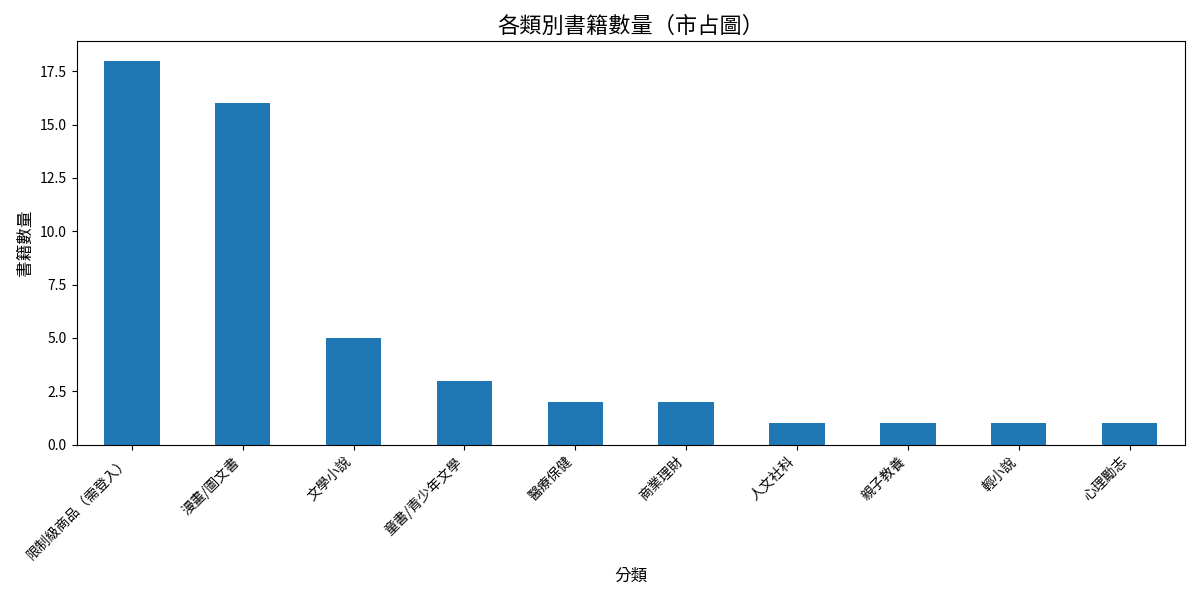 各類別書籍數量（市占圖）
書籍數量
17.5
15.0
12.5
10.0
7.5
5.0
2.5
0.0
限制級商品（需登入）
漫畫/圖文書
文學小說
童書/青少年文學
醫療保健
商業理財
人文社科
親子教養
輕小說
心理勵志
分類